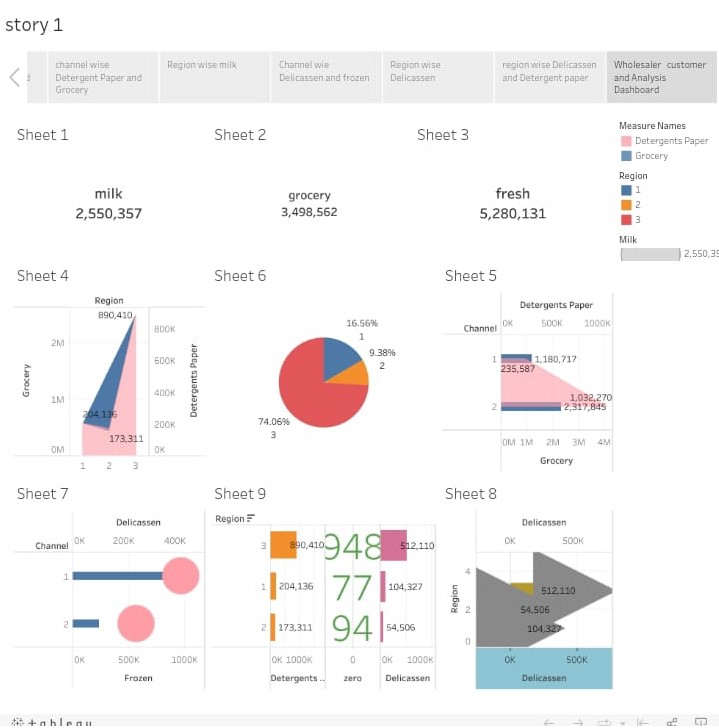 story 1
d
channel wise
Detergent Paper and
Grocery
Region wise milk
Channel wie
Delicassen and frozen
Region wise
Delicassen
region wise Delicassen
and Detergent paper
Wholesaler customer
and Analysis
Dashboard
Sheet 1
Sheet 2
Sheet 3
milk
2,550,357
grocery
3,498,562
fresh
5,280,131
Measure Names
Detergents Paper
Grocery
Region
1
2
3
Milk
2,550,35
Sheet 4
Sheet 6
Sheet 5
Region
890,410
2M
1M
0M
Grocery
800K
600K
400K
200K
0K
Detergents Paper
204,136
173,311
1 2 3
16.56%
1
9.38%
2
74.06%
3
Detergents Paper
Channel
0K 500K 1000K
1
1,180,717
235,587
1,032,270
2
2,317,845
0M 1M 2M 3M 4M
Grocery
Sheet 7
Sheet 9
Sheet 8
Delicassen
Channel
0K 200K 400K
1
2
0K 500K 1000K
Frozen
Region
3 890,410 948 512,110
1 204,136 77 104,327
2 173,311 94 54,506
0K 1000K 0 0K 1000K
Detergents .. zero Delicassen
Delicassen
0K 500K
Region
4
2
0
512,110
54,506
104,327
0K 500K
Delicassen
+ableau